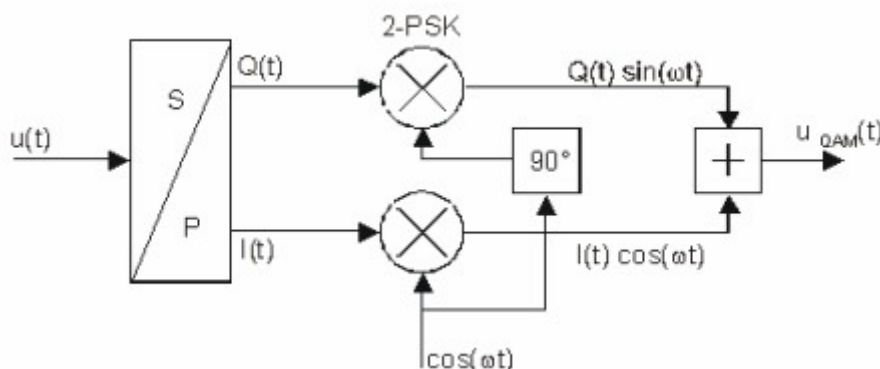 2-PSK
Q(t)
Q(t) sin(ωt)
S
u(t)
90°
+
u QAM(t)
P
I(t)
I(t) cos(ωt)
cos(ωt)